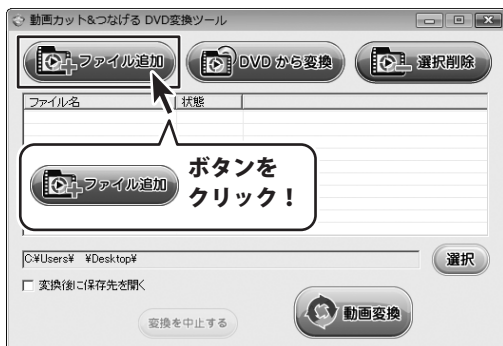 動画カット&つなげる DVD変換ツール
ファイル追加
DVD から変換
選択削除
ファイル名 状態
ファイル追加
ボタンを
クリック!
C:¥Users¥ ¥Desktop¥
選択
変換後に保存先を開く
変換を中止する
動画変換